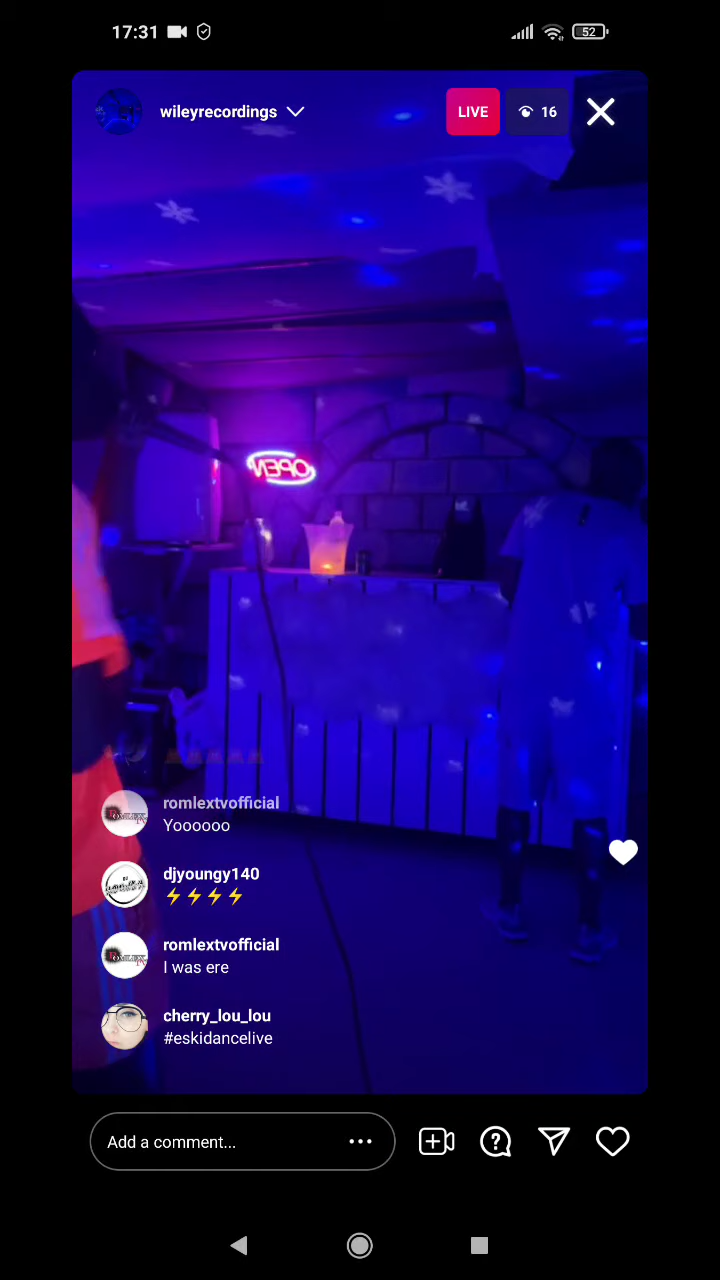 17:31
52
wileyrecordings
LIVE
16
OPEN
romlextvofficial
Yoooooo
djyoungy140
⚡⚡⚡⚡
romlextvofficial
I was ere
cherry_lou_lou
#eskidancelive
Add a comment...